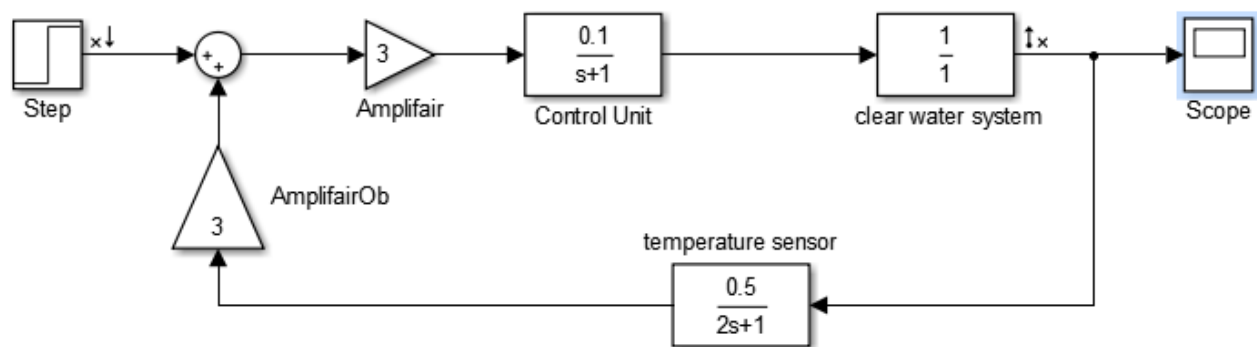 Step
+
+
3
Amplifair
0.1
s+1
Control Unit
1
1
clear water system
Scope
3
AmplifairOb
temperature sensor
0.5
2s+1